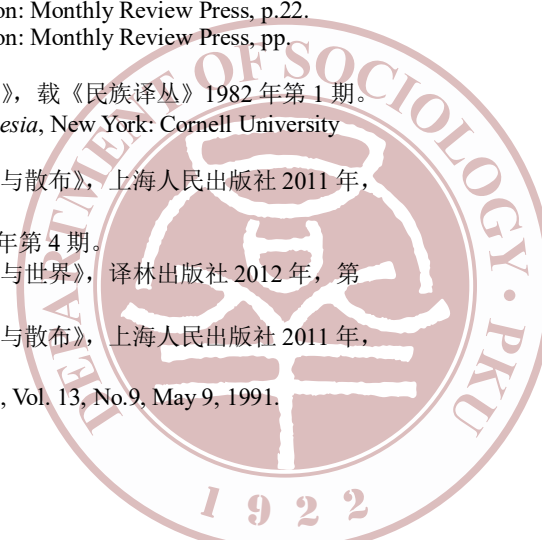 on: Monthly Review Press, p.22.
on: Monthly Review Press, pp.
》，载《民族译丛》1982 年第 1 期。
esia, New York: Cornell University
与散布》，上海人民出版社 2011 年，
年第 4 期。
与世界》，译林出版社 2012 年，第
与散布》，上海人民出版社 2011 年，
, Vol. 13, No.9, May 9, 1991.
DEPARTMENT OF SOCIOLOGY · PKU
1922